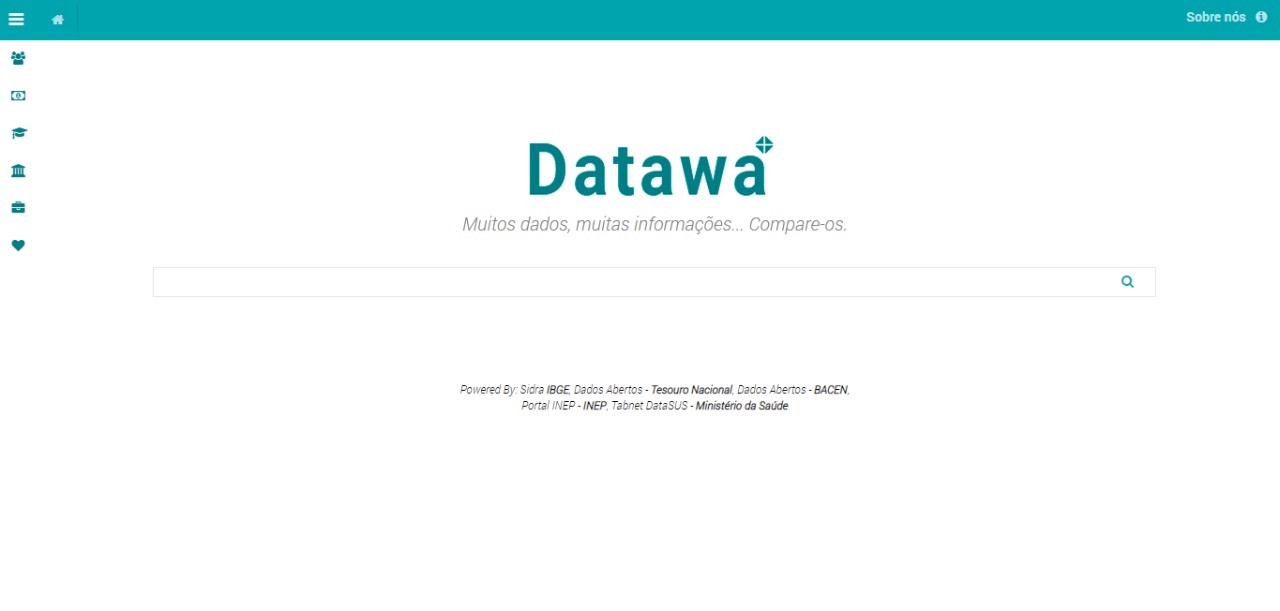 Sobre nós
Datawa
Muitos dados, muitas informações... Compare-os.
Powered By: Sidra IBGE, Dados Abertos - Tesouro Nacional, Dados Abertos - BACEN,
Portal INEP - INEP, Tabnet DataSUS - Ministério da Saúde